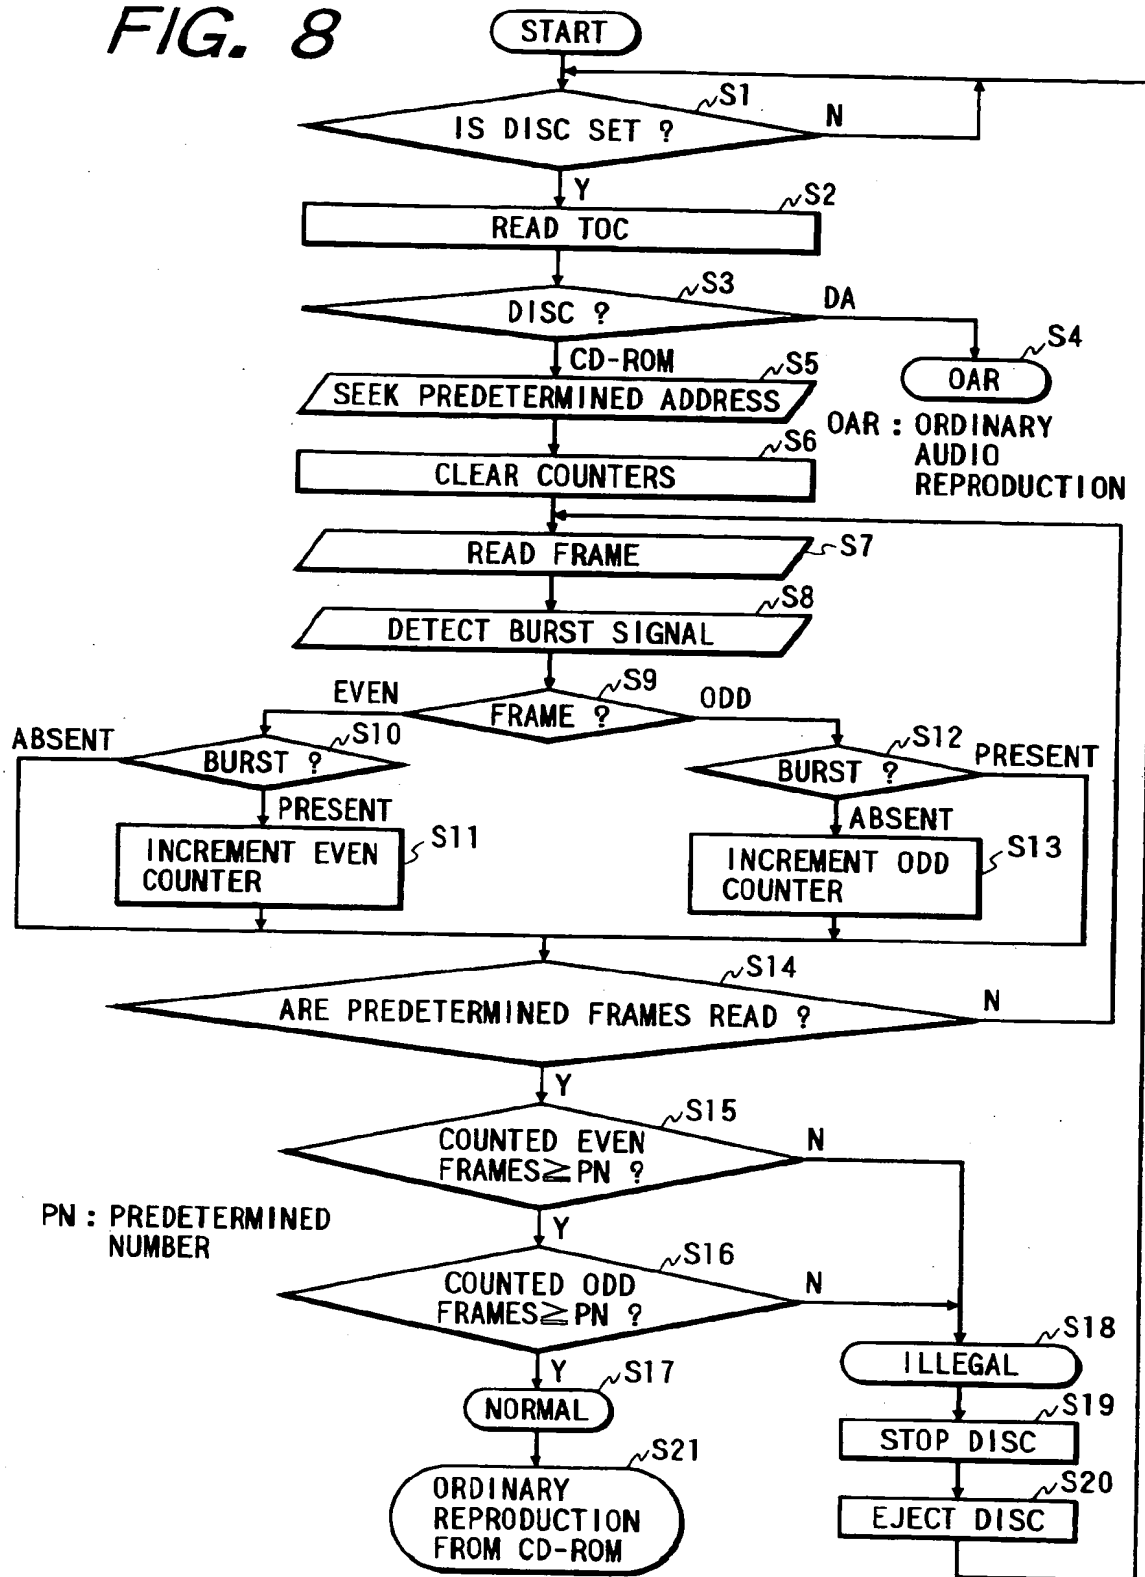 FIG. 8
START
S1
IS DISC SET ?
N
Y
S2
READ TOC
S3
DISC ?
DA
S4
OAR
CD-ROM
S5
SEEK PREDETERMINED ADDRESS
OAR : ORDINARY
AUDIO
REPRODUCTION
S6
CLEAR COUNTERS
READ FRAME
S7
S8
DETECT BURST SIGNAL
S9
EVEN
FRAME ?
ODD
ABSENT
S10
BURST ?
S12
BURST ?
PRESENT
PRESENT
S11
INCREMENT EVEN
COUNTER
ABSENT
S13
INCREMENT ODD
COUNTER
S14
ARE PREDETERMINED FRAMES READ ?
N
Y
S15
COUNTED EVEN
FRAMES≧PN ?
N
PN : PREDETERMINED
NUMBER
Y
S16
COUNTED ODD
FRAMES≧PN ?
N
Y
S17
NORMAL
S18
ILLEGAL
S19
STOP DISC
S21
ORDINARY
REPRODUCTION
FROM CD-ROM
S20
EJECT DISC